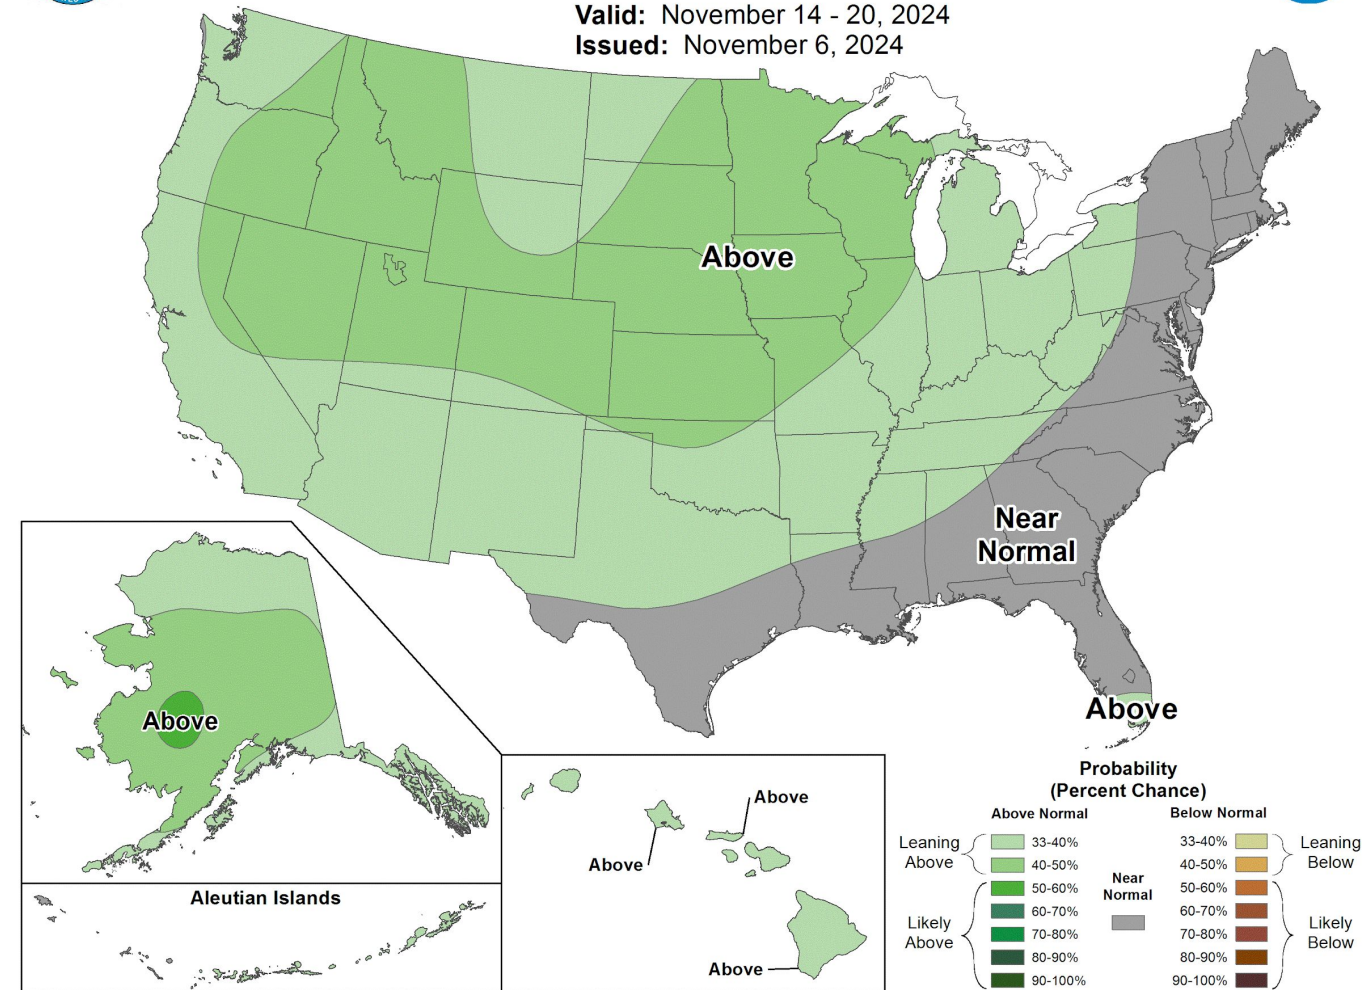 Valid: November 14 - 20, 2024
Issued: November 6, 2024
Above
Near
Normal
Above
Above
Above
Above
Above
Aleutian Islands
Probability
(Percent Chance)
Above Normal
Below Normal
Leaning
Above
33-40%
40-50%
Likely
Above
50-60%
60-70%
70-80%
80-90%
90-100%
Near
Normal
33-40%
40-50%
50-60%
60-70%
70-80%
80-90%
90-100%
Leaning
Below
Likely
Below